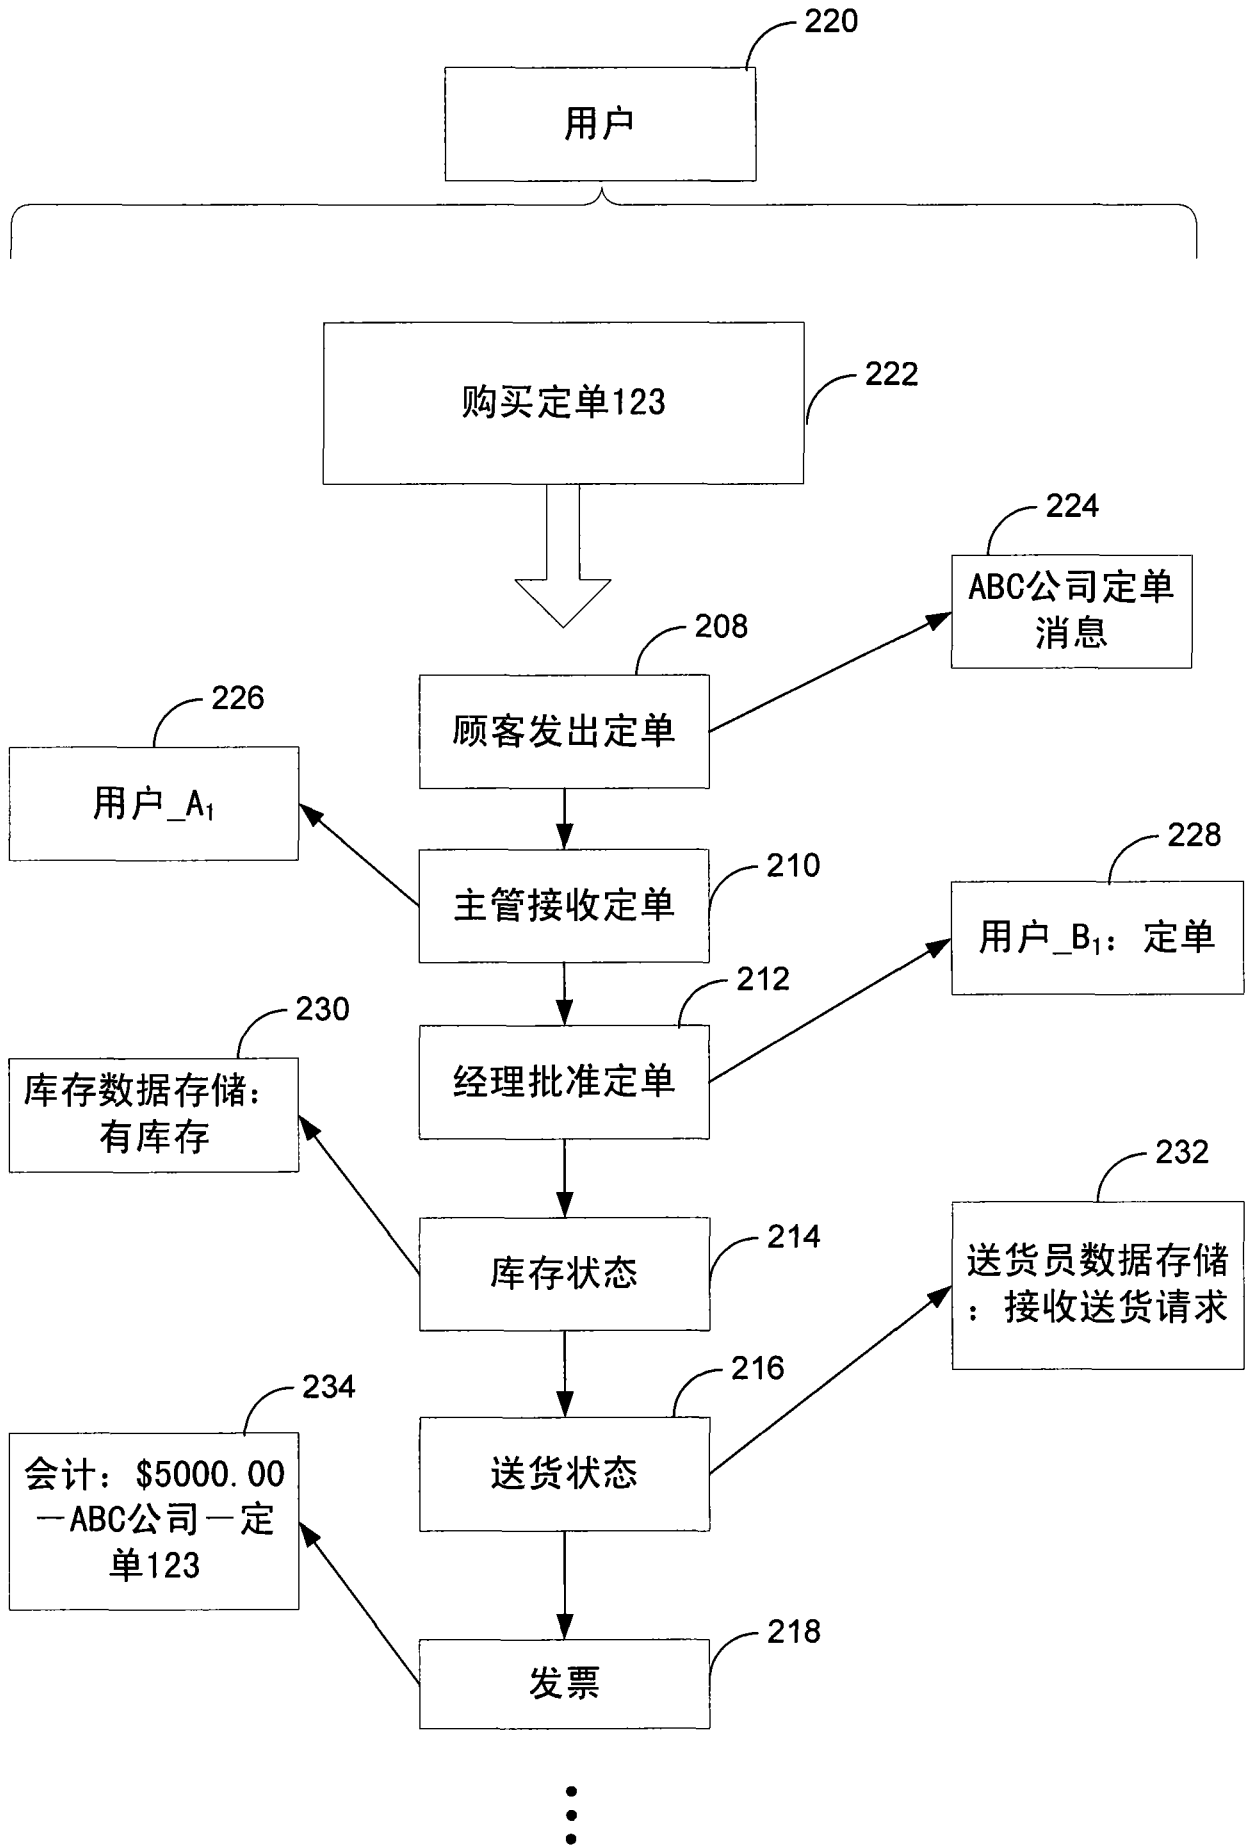 220
用户
购买定单123
222
224
ABC公司定单
消息
208
顾客发出定单
226
用户_A₁
210
主管接收定单
228
用户_B₁：定单
212
经理批准定单
230
库存数据存储：
有库存
214
库存状态
232
送货员数据存储
：接收送货请求
216
送货状态
234
会计：$5000.00
－ABC公司－定
单123
218
发票